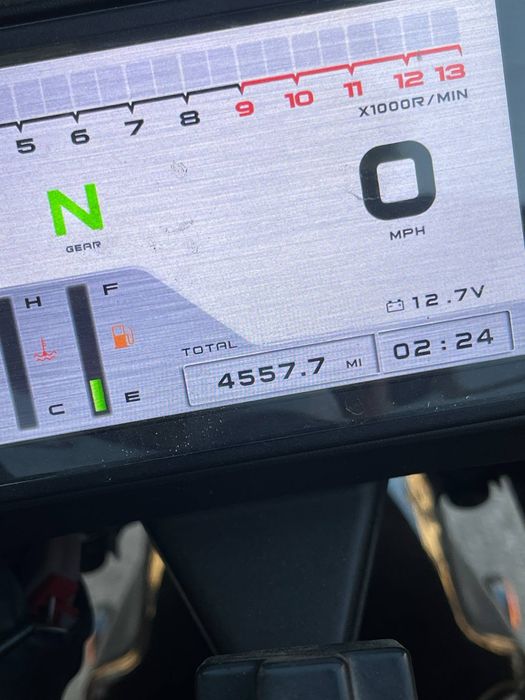 5 6 7 8 9 10 11 12 13
X1000R/MIN
N
GEAR
0
MPH
H F
C E
12.7V
TOTAL
4557.7 MI
02:24